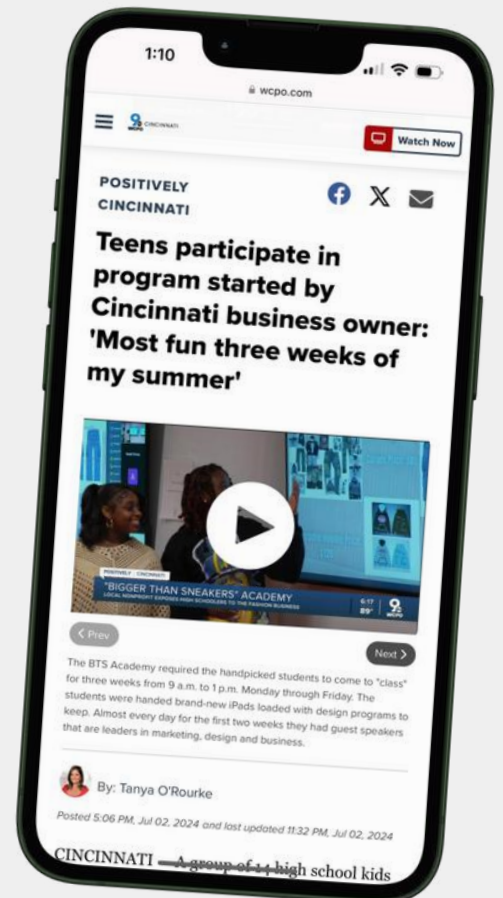 1:10
wcpo.com
9
WCPO
CINCINNATI
Watch Now
POSITIVELY
CINCINNATI
Teens participate in
program started by
Cincinnati business owner:
'Most fun three weeks of
my summer'
POSITIVELY CINCINNATI
"BIGGER THAN SNEAKERS" ACADEMY
LOCAL NONPROFIT EXPOSES HIGH SCHOOLERS TO THE FASHION BUSINESS
6:17
89°
9
WCPO
< Prev
Next >
The BTS Academy required the handpicked students to come to "class"
for three weeks from 9 a.m. to 1 p.m. Monday through Friday. The
students were handed brand-new iPads loaded with design programs to
keep. Almost every day for the first two weeks they had guest speakers
that are leaders in marketing, design and business.
By: Tanya O'Rourke
Posted 5:06 PM, Jul 02, 2024 and last updated 11:32 PM, Jul 02, 2024
CINCINNATI — A group of 14 high school kids